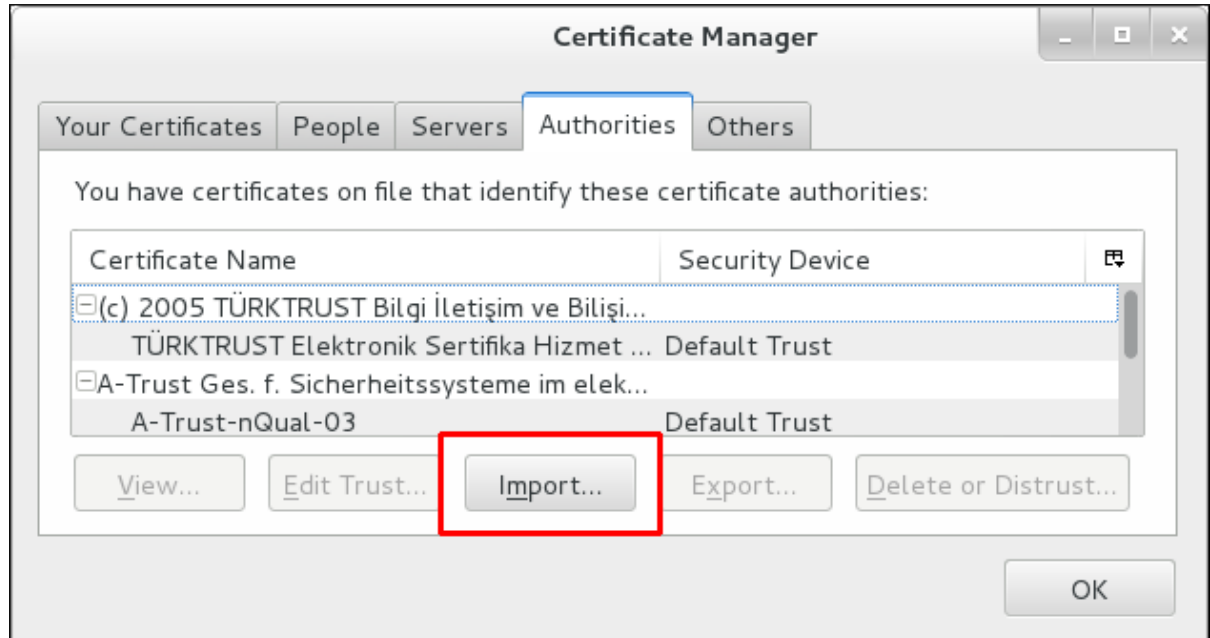 Certificate Manager
Your Certificates People Servers Authorities Others
You have certificates on file that identify these certificate authorities:
Certificate Name Security Device
(c) 2005 TÜRKTRUST Bilgi İletişim ve Bilişi...
TÜRKTRUST Elektronik Sertifika Hizmet ... Default Trust
A-Trust Ges. f. Sicherheitssysteme im elek...
A-Trust-nQual-03 Default Trust
View... Edit Trust... Import... Export... Delete or Distrust...
OK